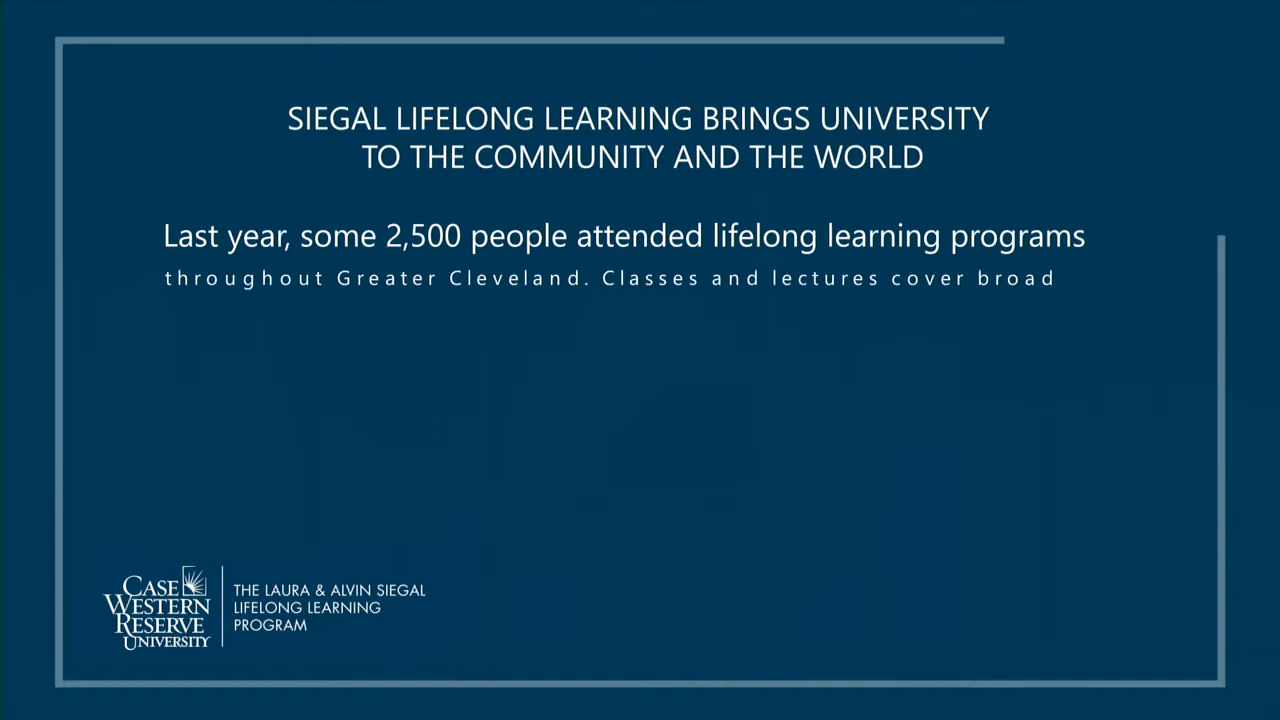 SIEGAL LIFELONG LEARNING BRINGS UNIVERSITY
TO THE COMMUNITY AND THE WORLD
Last year, some 2,500 people attended lifelong learning programs
throughout Greater Cleveland. Classes and lectures cover broad
CASE
WESTERN
RESERVE
UNIVERSITY
THE LAURA & ALVIN SIEGAL
LIFELONG LEARNING
PROGRAM